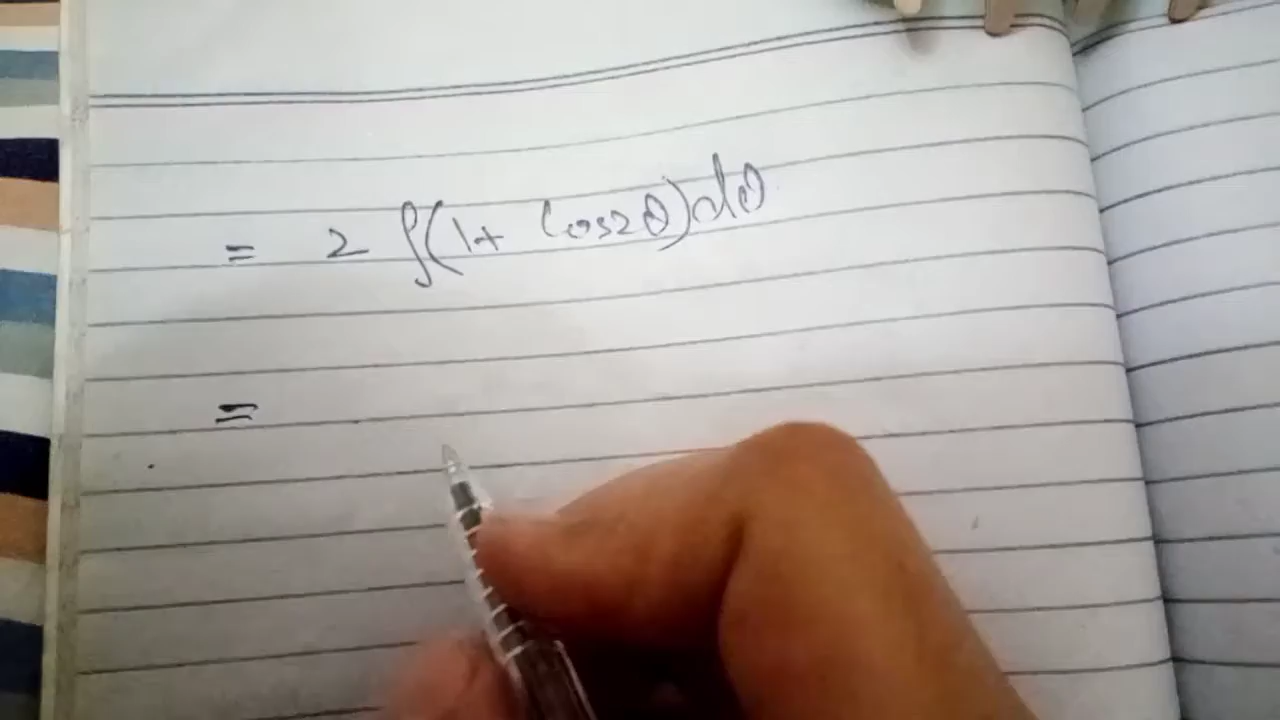 = 2 ∫(1+ Cos2θ)dθ
=